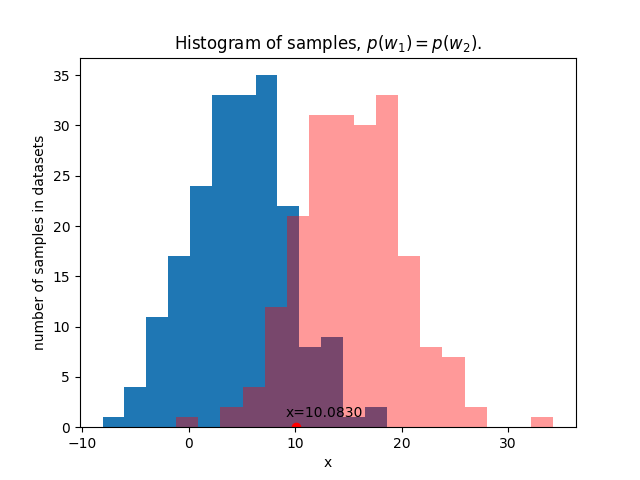 Histogram of samples, p(w₁) = p(w₂).
number of samples in datasets
35
30
25
20
15
10
5
0
x=10.0830
−10 0 10 20 30
x